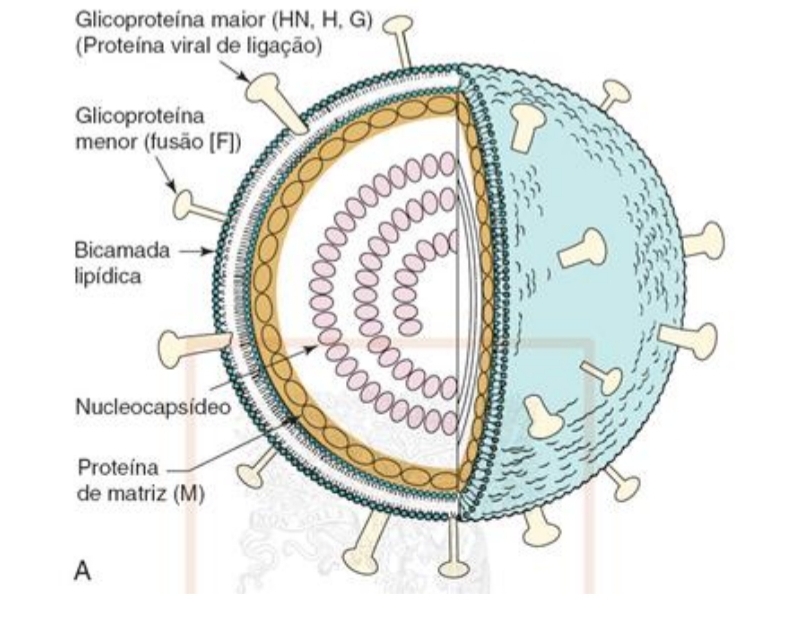 Glicoproteína maior (HN, H, G)
(Proteína viral de ligação)
Glicoproteína
menor (fusão [F])
Bicamada
lipídica
Nucleocapsídeo
Proteína
de matriz (M)
A